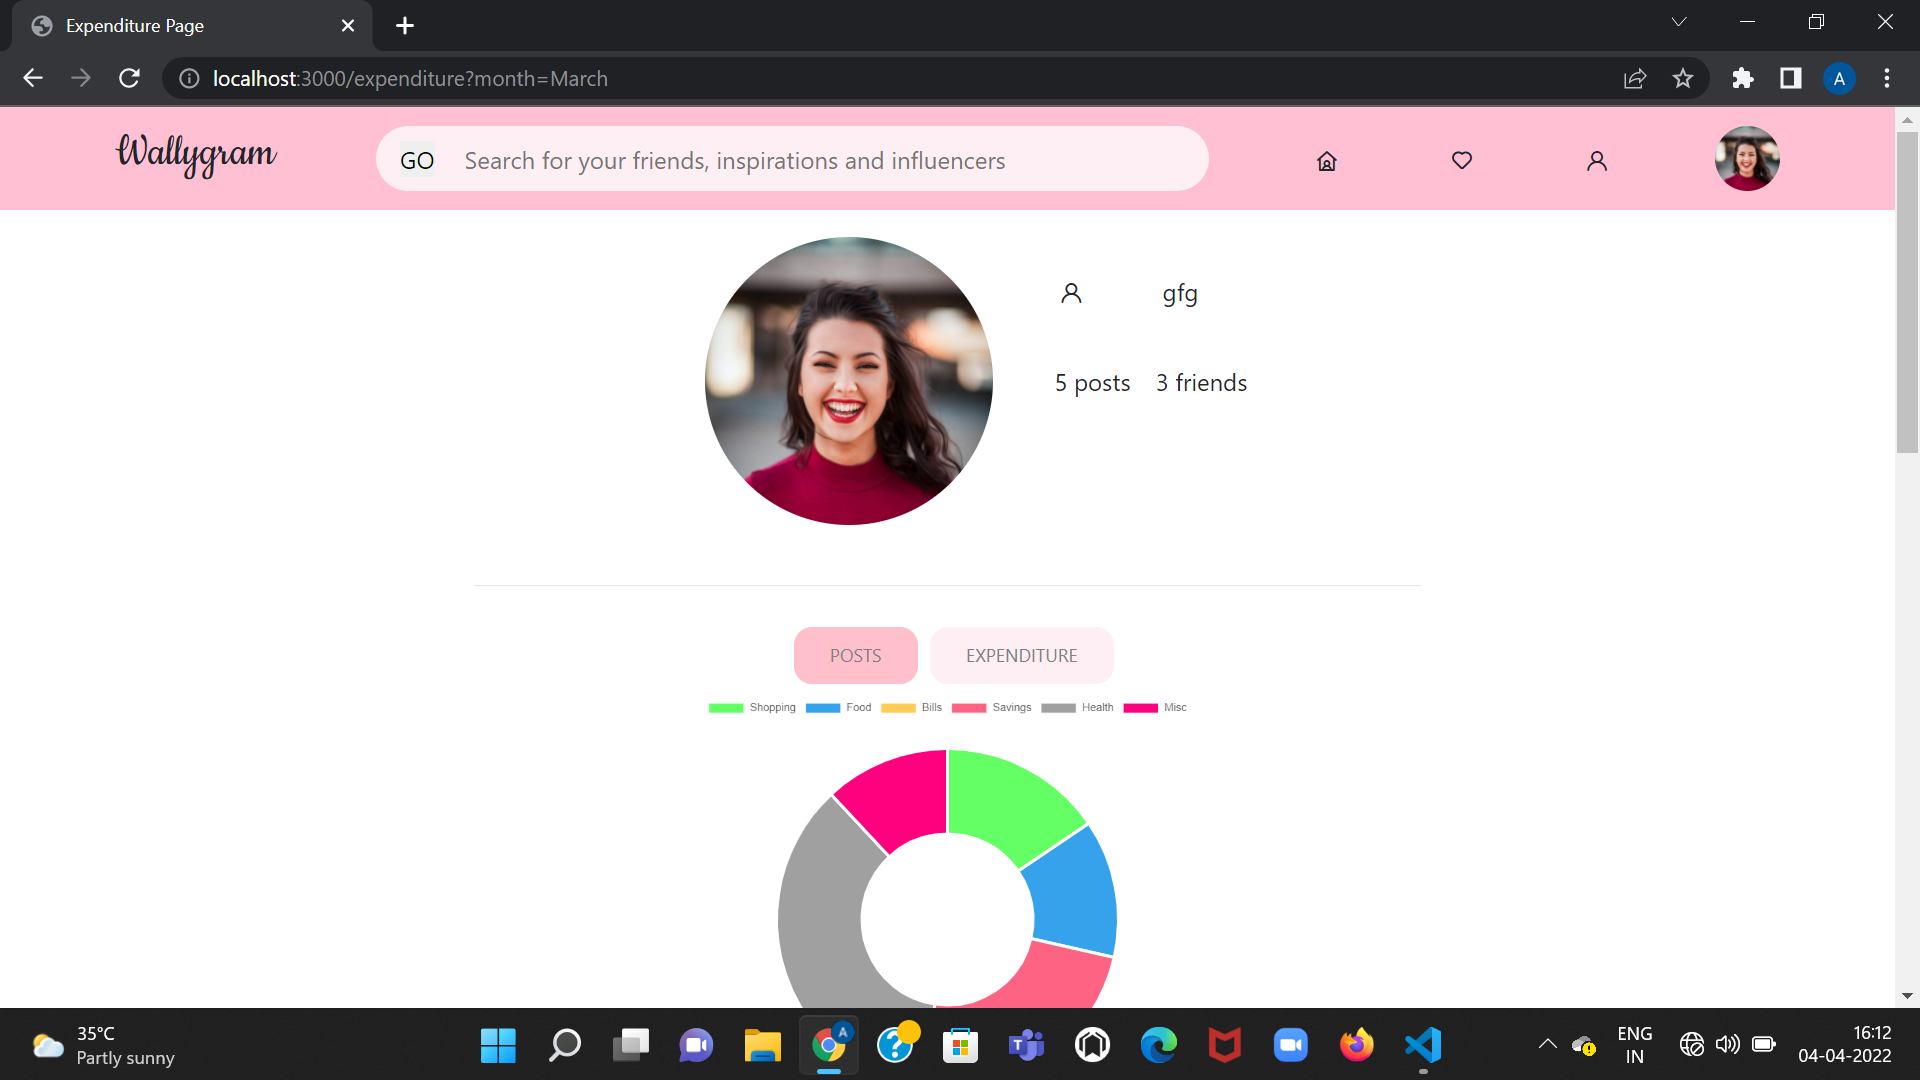 Expenditure Page
localhost:3000/expenditure?month=March
A
Wallygram
GO Search for your friends, inspirations and influencers
gfg
5 posts 3 friends
POSTS EXPENDITURE
Shopping Food Bills Savings Health Misc
35°C
Partly sunny
A
T
ENG
IN
16:12
04-04-2022